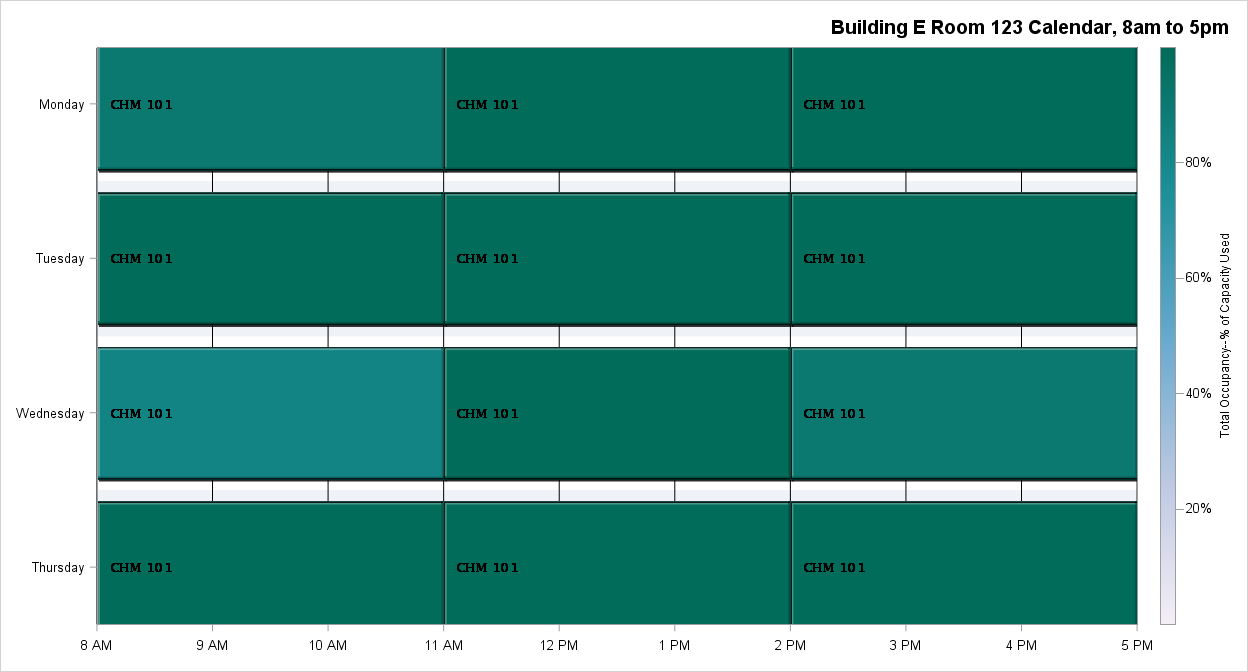 Building E Room 123 Calendar, 8am to 5pm
Monday
CHM 101
CHM 101
CHM 101
80%
Tuesday
CHM 101
CHM 101
CHM 101
60%
Total Occupancy--% of Capacity Used
40%
Wednesday
CHM 101
CHM 101
CHM 101
20%
Thursday
CHM 101
CHM 101
CHM 101
8 AM
9 AM
10 AM
11 AM
12 PM
1 PM
2 PM
3 PM
4 PM
5 PM